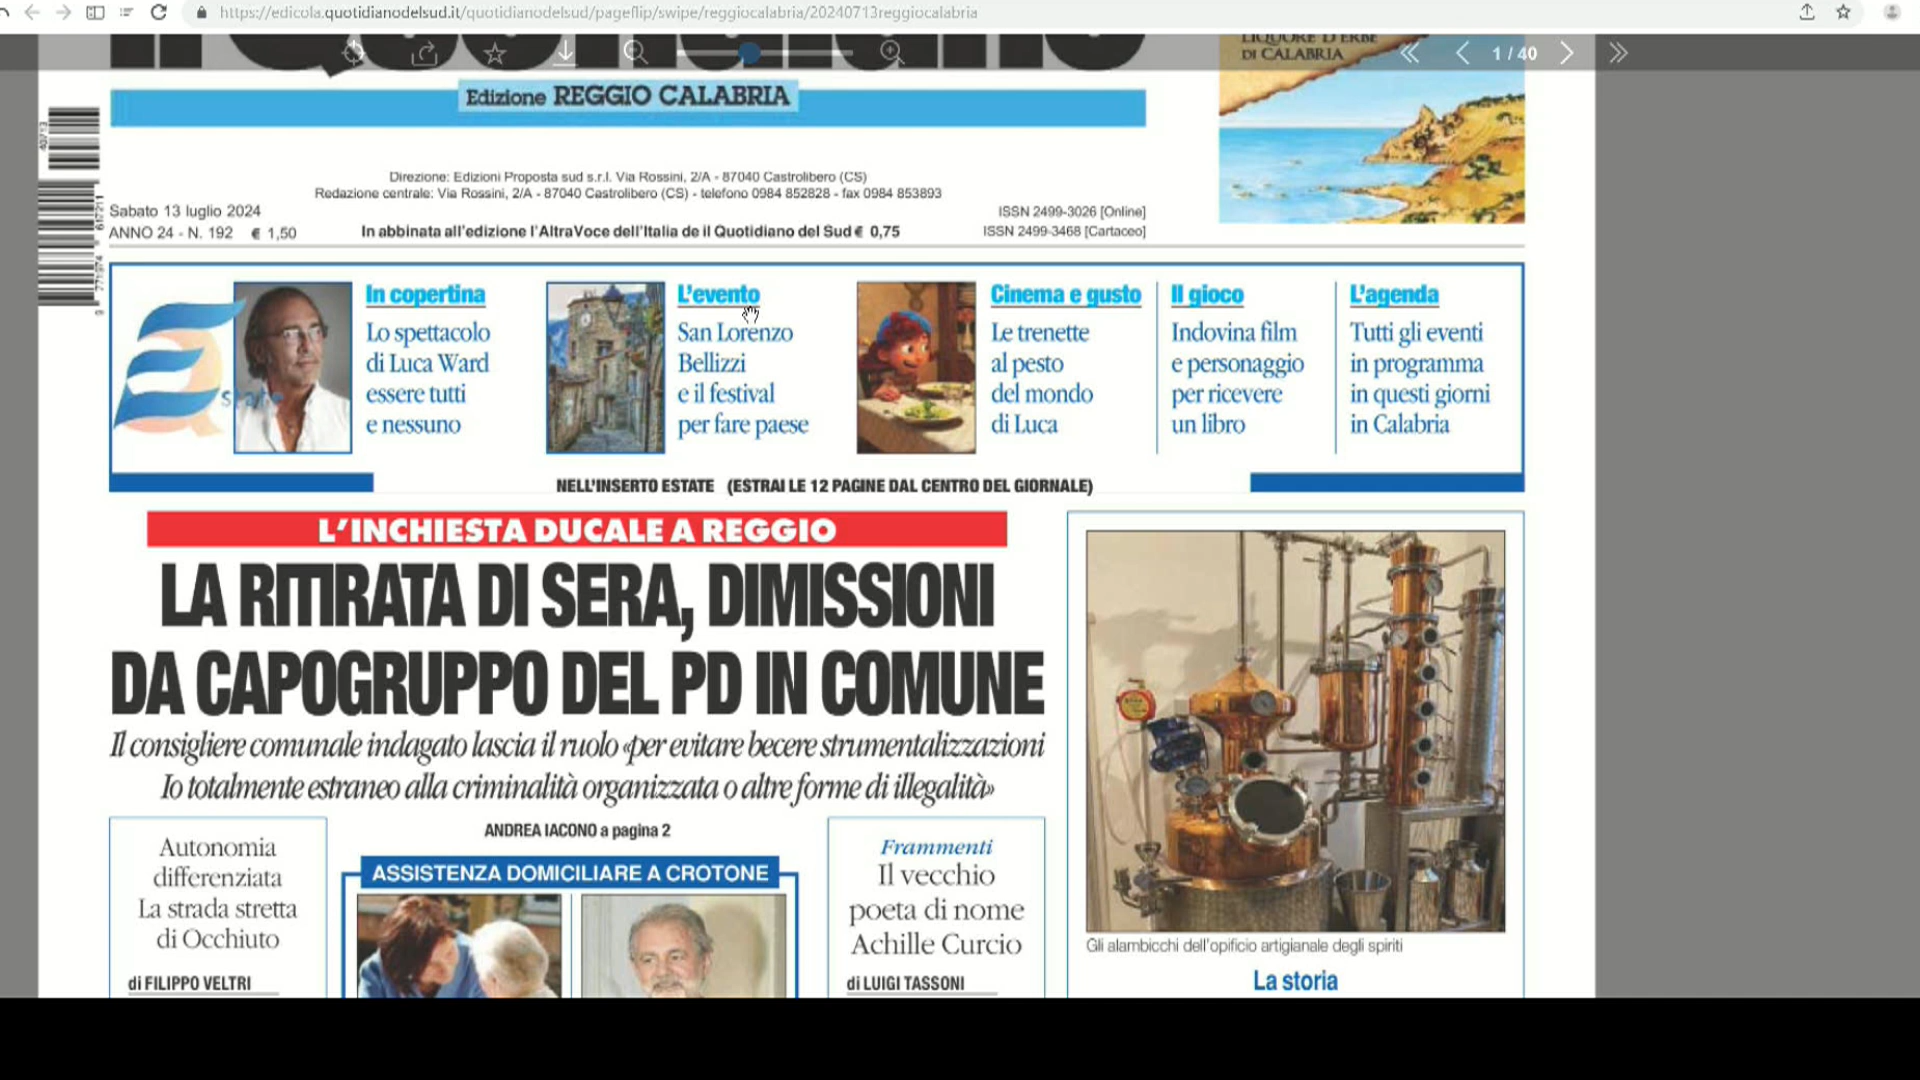 https://edicola.quotidianodelsud.it/quotidianodelsud/pageflip/swipe/reggiocalabria/20240713reggiocalabria
1 / 40
LIQUORE D'ERBE
DI CALABRIA
Edizione REGGIO CALABRIA
Direzione: Edizioni Proposta sud s.r.l. Via Rossini, 2/A - 87040 Castrolibero (CS)
Redazione centrale: Via Rossini, 2/A - 87040 Castrolibero (CS) - telefono 0984 852828 - fax 0984 853893
Sabato 13 luglio 2024
ANNO 24 - N. 192 € 1,50
In abbinata all'edizione l'AltraVoce dell'Italia de il Quotidiano del Sud € 0,75
ISSN 2499-3026 [Online]
ISSN 2499-3468 [Cartaceo]
40713
In copertina
Lo spettacolo
di Luca Ward
essere tutti
e nessuno
L'evento
San Lorenzo
Bellizzi
e il festival
per fare paese
Cinema e gusto
Le trenette
al pesto
del mondo
di Luca
Il gioco
Indovina film
e personaggio
per ricevere
un libro
L'agenda
Tutti gli eventi
in programma
in questi giorni
in Calabria
NELL'INSERTO ESTATE (ESTRAI LE 12 PAGINE DAL CENTRO DEL GIORNALE)
L'INCHIESTA DUCALE A REGGIO
LA RITIRATA DI SERA, DIMISSIONI
DA CAPOGRUPPO DEL PD IN COMUNE
Il consigliere comunale indagato lascia il ruolo «per evitare becere strumentalizzazioni
Io totalmente estraneo alla criminalità organizzata o altre forme di illegalità»
ANDREA IACONO a pagina 2
Autonomia
differenziata
La strada stretta
di Occhiuto
di FILIPPO VELTRI
ASSISTENZA DOMICILIARE A CROTONE
Frammenti
Il vecchio
poeta di nome
Achille Curcio
di LUIGI TASSONI
Gli alambicchi dell'opificio artigianale degli spiriti
La storia